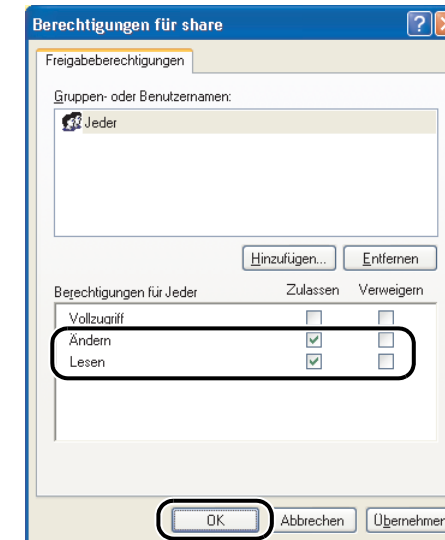 Berechtigungen für share
Freigabeberechtigungen
Gruppen- oder Benutzernamen:
Jeder
Hinzufügen... Entfernen
Berechtigungen für Jeder Zulassen Verweigern
Vollzugriff
Ändern
Lesen
OK Abbrechen Übernehmen